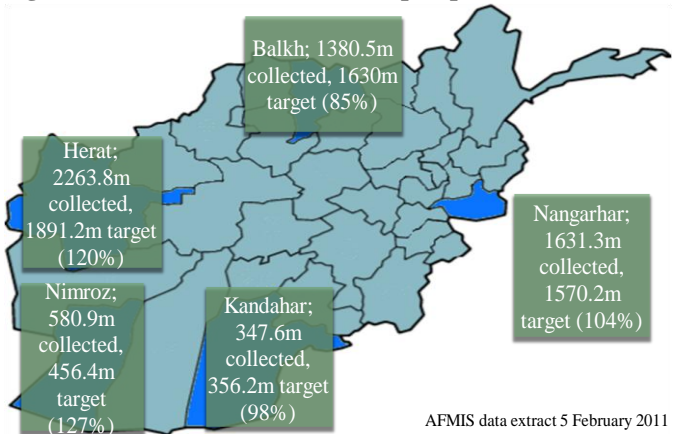 Balkh; 1380.5m
collected, 1630m
target (85%)
Herat;
2263.8m
collected,
1891.2m target
(120%)
Nangarhar;
1631.3m
collected,
1570.2m
target (104%)
Nimroz;
580.9m
collected,
456.4m
target
(127%)
Kandahar;
347.6m
collected,
356.2m target
(98%)
AFMIS data extract 5 February 2011